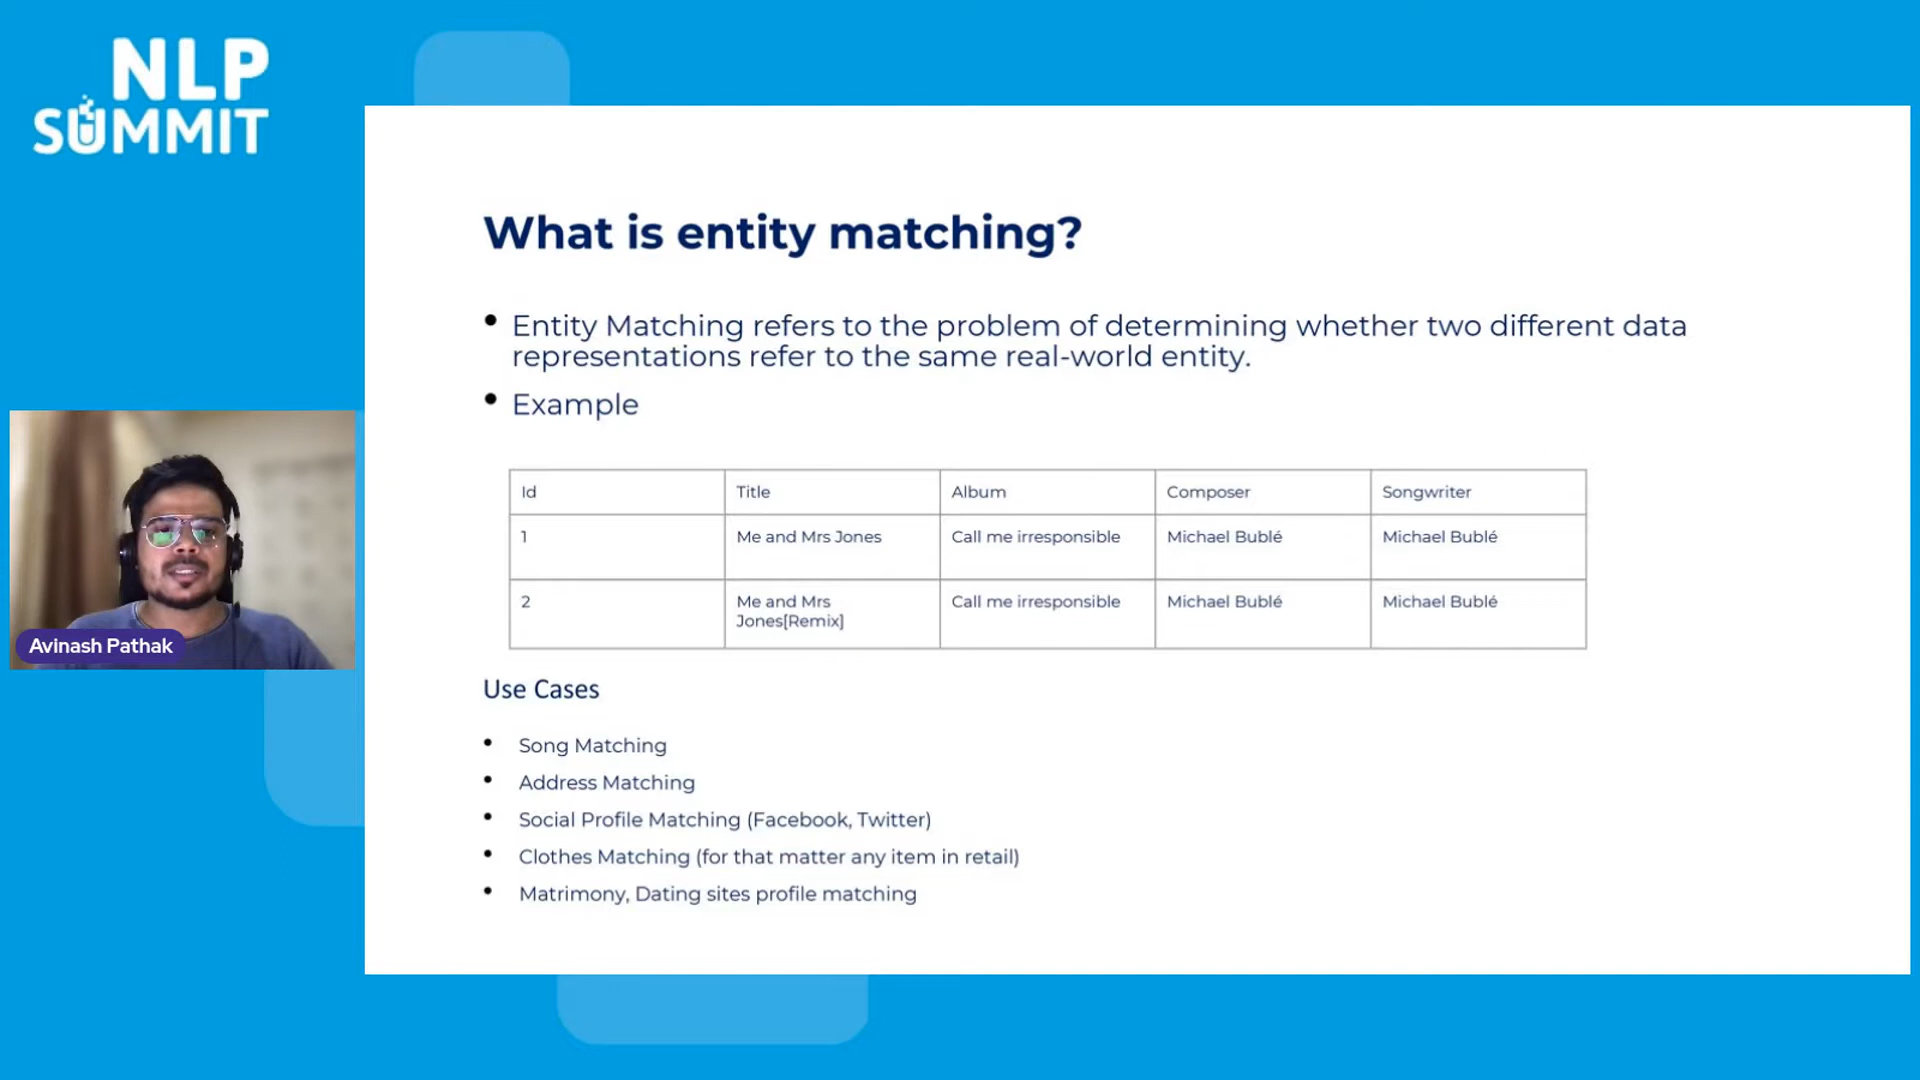 NLP
SUMMIT
What is entity matching?
Entity Matching refers to the problem of determining whether two different data
representations refer to the same real-world entity.
Example
Id Title Album Composer Songwriter
1 Me and Mrs Jones Call me irresponsible Michael Bublé Michael Bublé
2 Me and Mrs Call me irresponsible Michael Bublé Michael Bublé
Jones[Remix]
Avinash Pathak
Use Cases
Song Matching
Address Matching
Social Profile Matching (Facebook, Twitter)
Clothes Matching (for that matter any item in retail)
Matrimony, Dating sites profile matching